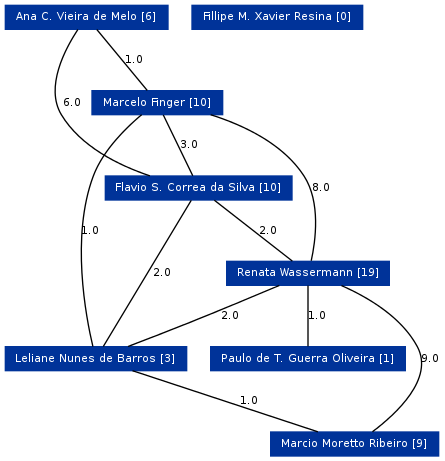 Ana C. Vieira de Melo [6]
Fillipe M. Xavier Resina [0]
1.0
6.0
Marcelo Finger [10]
3.0
Flavio S. Correa da Silva [10]
8.0
1.0
2.0
2.0
Renata Wassermann [19]
2.0
1.0
Leliane Nunes de Barros [3]
Paulo de T. Guerra Oliveira [1]
9.0
1.0
Marcio Moretto Ribeiro [9]